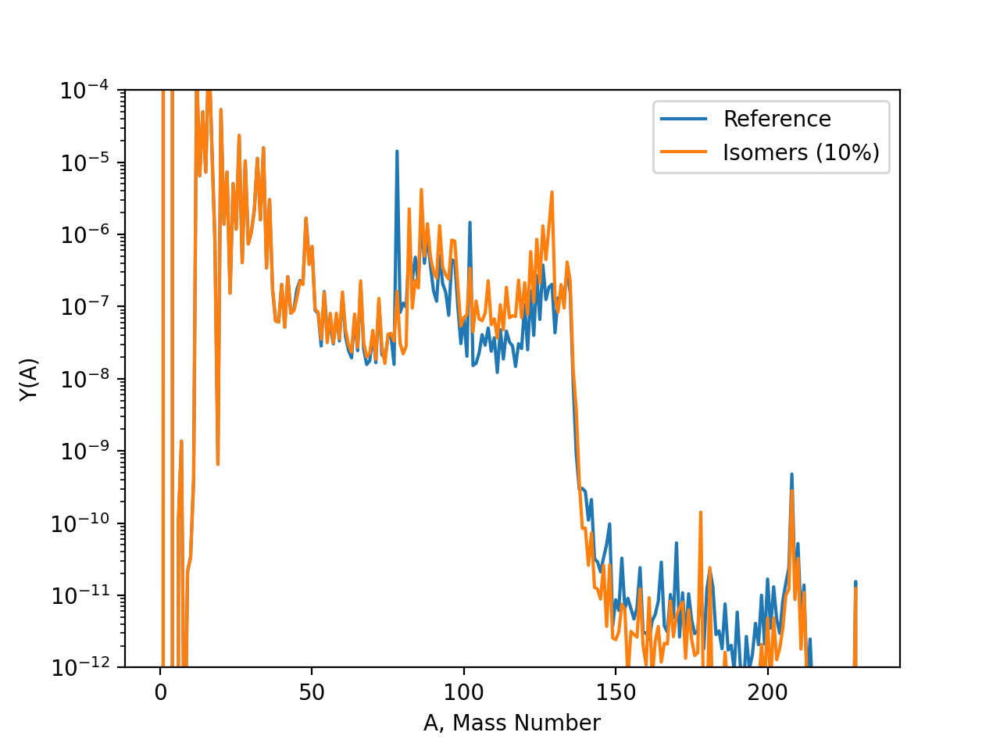 10⁻⁴
10⁻⁵
10⁻⁶
10⁻⁷
10⁻⁸
10⁻⁹
10⁻¹⁰
10⁻¹¹
10⁻¹²
Y(A)
Reference
Isomers (10%)
0 50 100 150 200
A, Mass Number